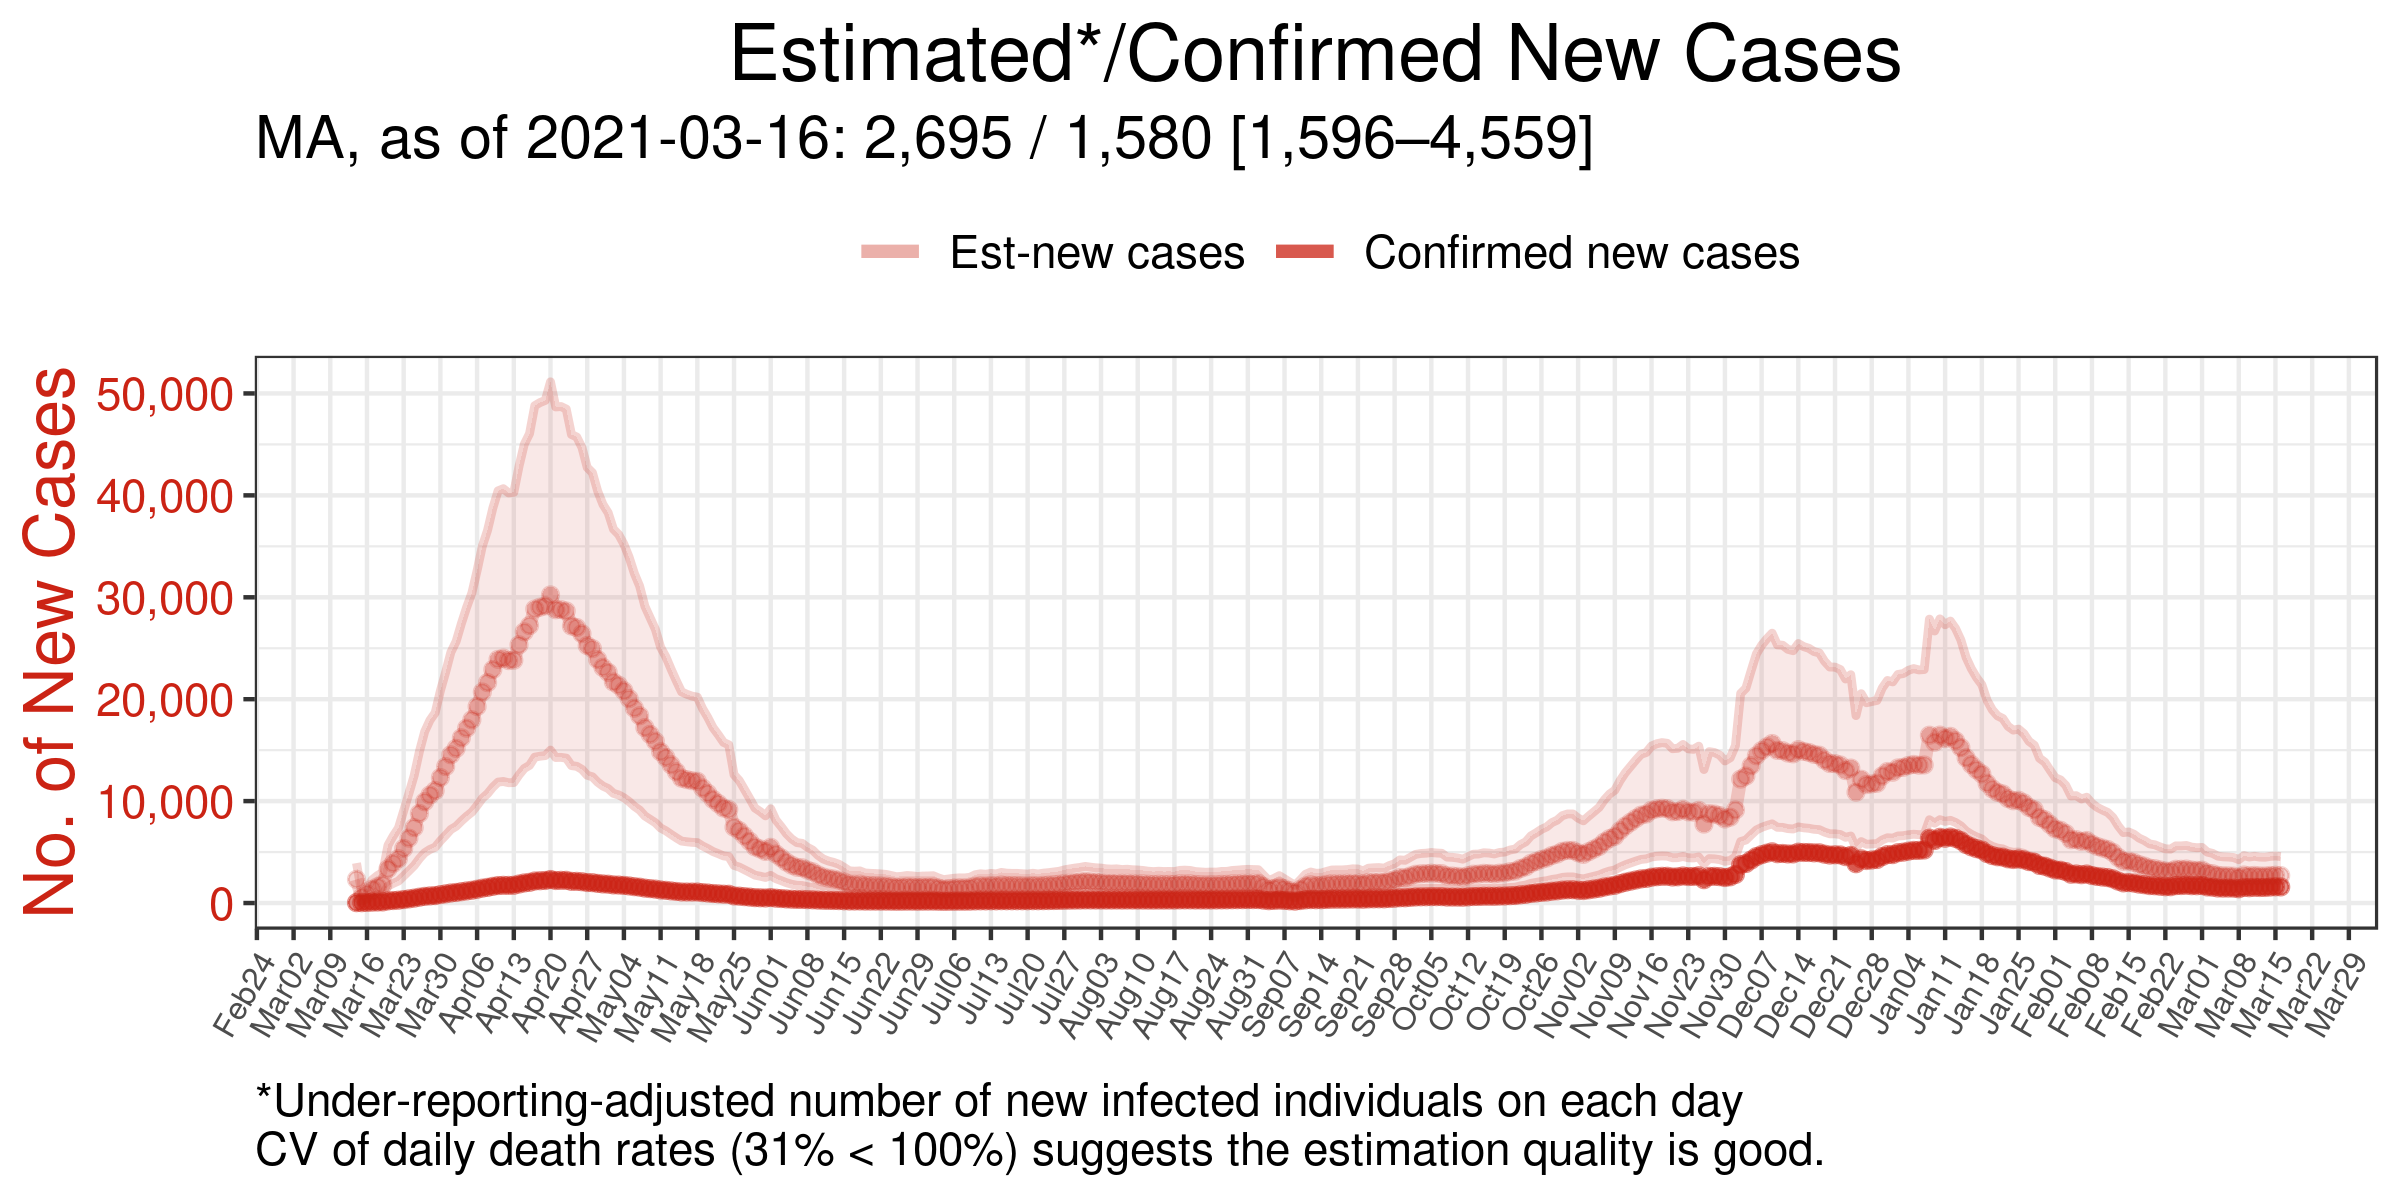 Estimated*/Confirmed New Cases
MA, as of 2021-03-16: 2,695 / 1,580 [1,596–4,559]
Est-new cases Confirmed new cases
No. of New Cases
50,000
40,000
30,000
20,000
10,000
0
Feb24 Mar02 Mar09 Mar16 Mar23 Mar30 Apr06 Apr13 Apr20 Apr27 May04 May11 May18 May25 Jun01 Jun08 Jun15 Jun22 Jun29 Jul06 Jul13 Jul20 Jul27 Aug03 Aug10 Aug17 Aug24 Aug31 Sep07 Sep14 Sep21 Sep28 Oct05 Oct12 Oct19 Oct26 Nov02 Nov09 Nov16 Nov23 Nov30 Dec07 Dec14 Dec21 Dec28 Jan04 Jan11 Jan18 Jan25 Feb01 Feb08 Feb15 Feb22 Mar01 Mar08 Mar15 Mar22 Mar29
*Under-reporting-adjusted number of new infected individuals on each day
CV of daily death rates (31% < 100%) suggests the estimation quality is good.